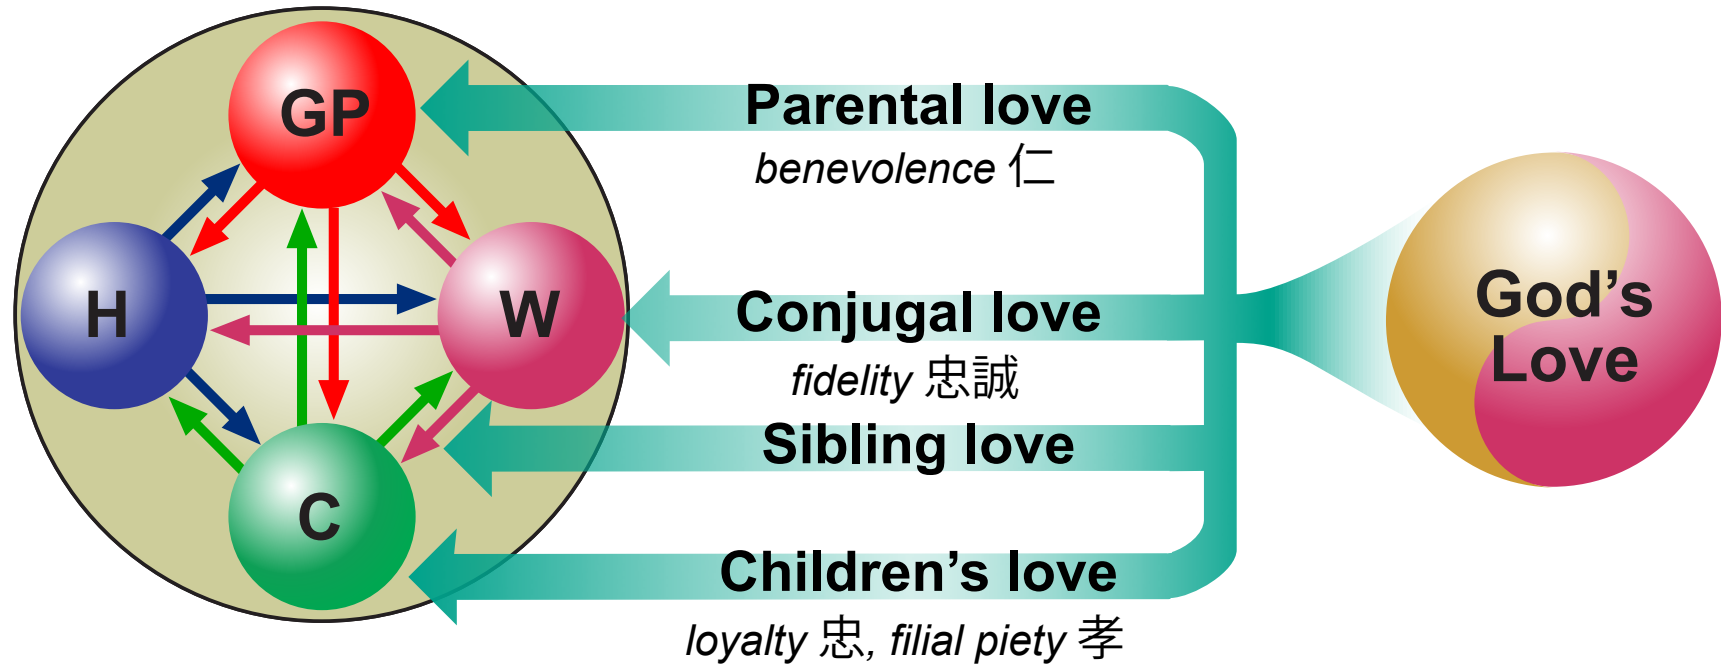 GP
H
W
C
Parental love
benevolence 仁
Conjugal love
fidelity 忠誠
Sibling love
Children’s love
loyalty 忠, filial piety 孝
God’s
Love